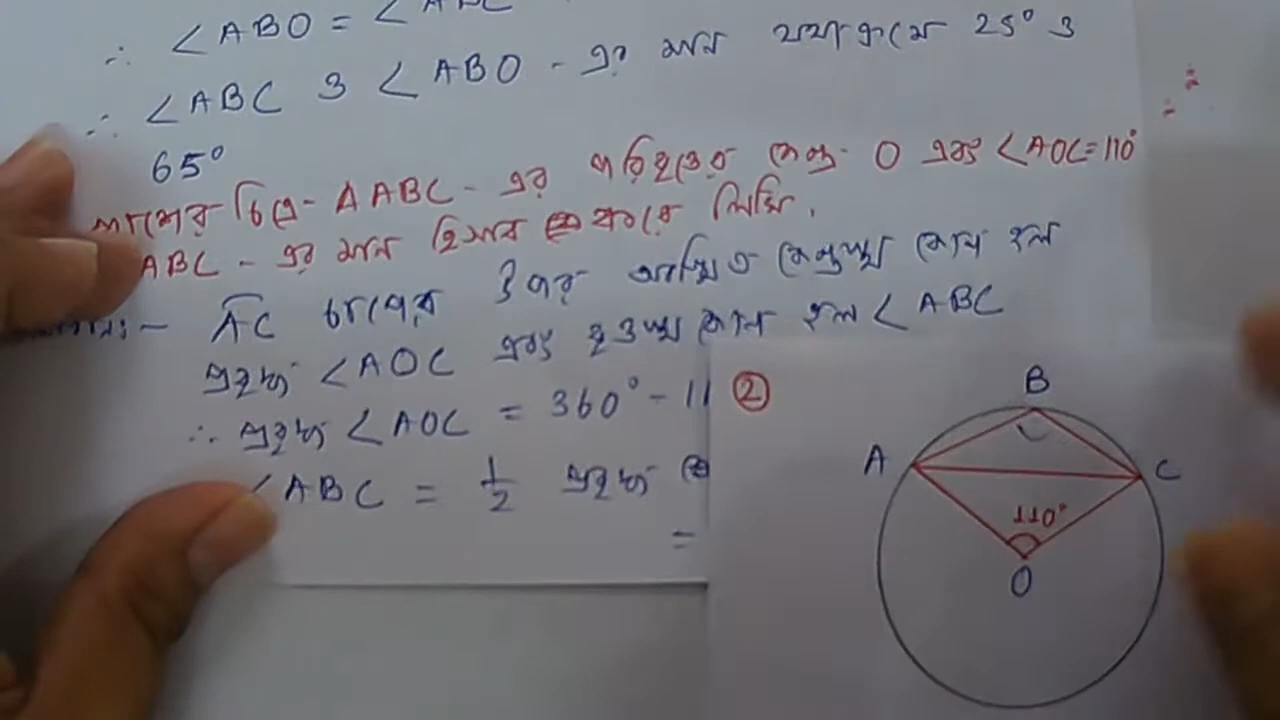 ∴ ∠ABO = ∠ABC
∴ ∠ABC ও ∠ABO - এর মান যথাক্রমে 25° ও
65°
পাশের চিত্রে ΔABC - এর পরিবৃত্তের কেন্দ্র O এবং ∠AOC=110°
ABC - এর মান হিসাব করে লিখি।
:- AC চাপের উপর অবস্থিত কেন্দ্রস্থ কোণ হল
প্রবৃদ্ধ ∠AOC এবং বৃত্তস্থ কোণ হল ∠ABC
∴ প্রবৃদ্ধ ∠AOC = 360° - 11
∠ABC = 1/2 প্রবৃদ্ধ
=
②
B
A
C
110°
O